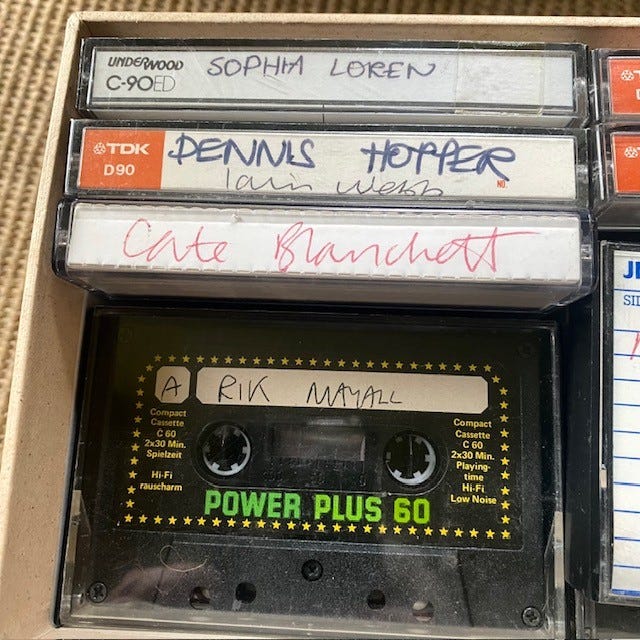 UNDERWOOD
C-90ED
SOPHIA LOREN
TDK
D90
DENNIS HOPPER
Iain Webb
NO.
Cate Blanchett
A RIK MAYALL
Compact
Cassette
C 60
2x30 Min.
Spielzeit
Hi-Fi
rauscharm
Compact
Cassette
C 60
2x30 Min.
Playing-
time
Hi-Fi
Low Noise
POWER PLUS 60